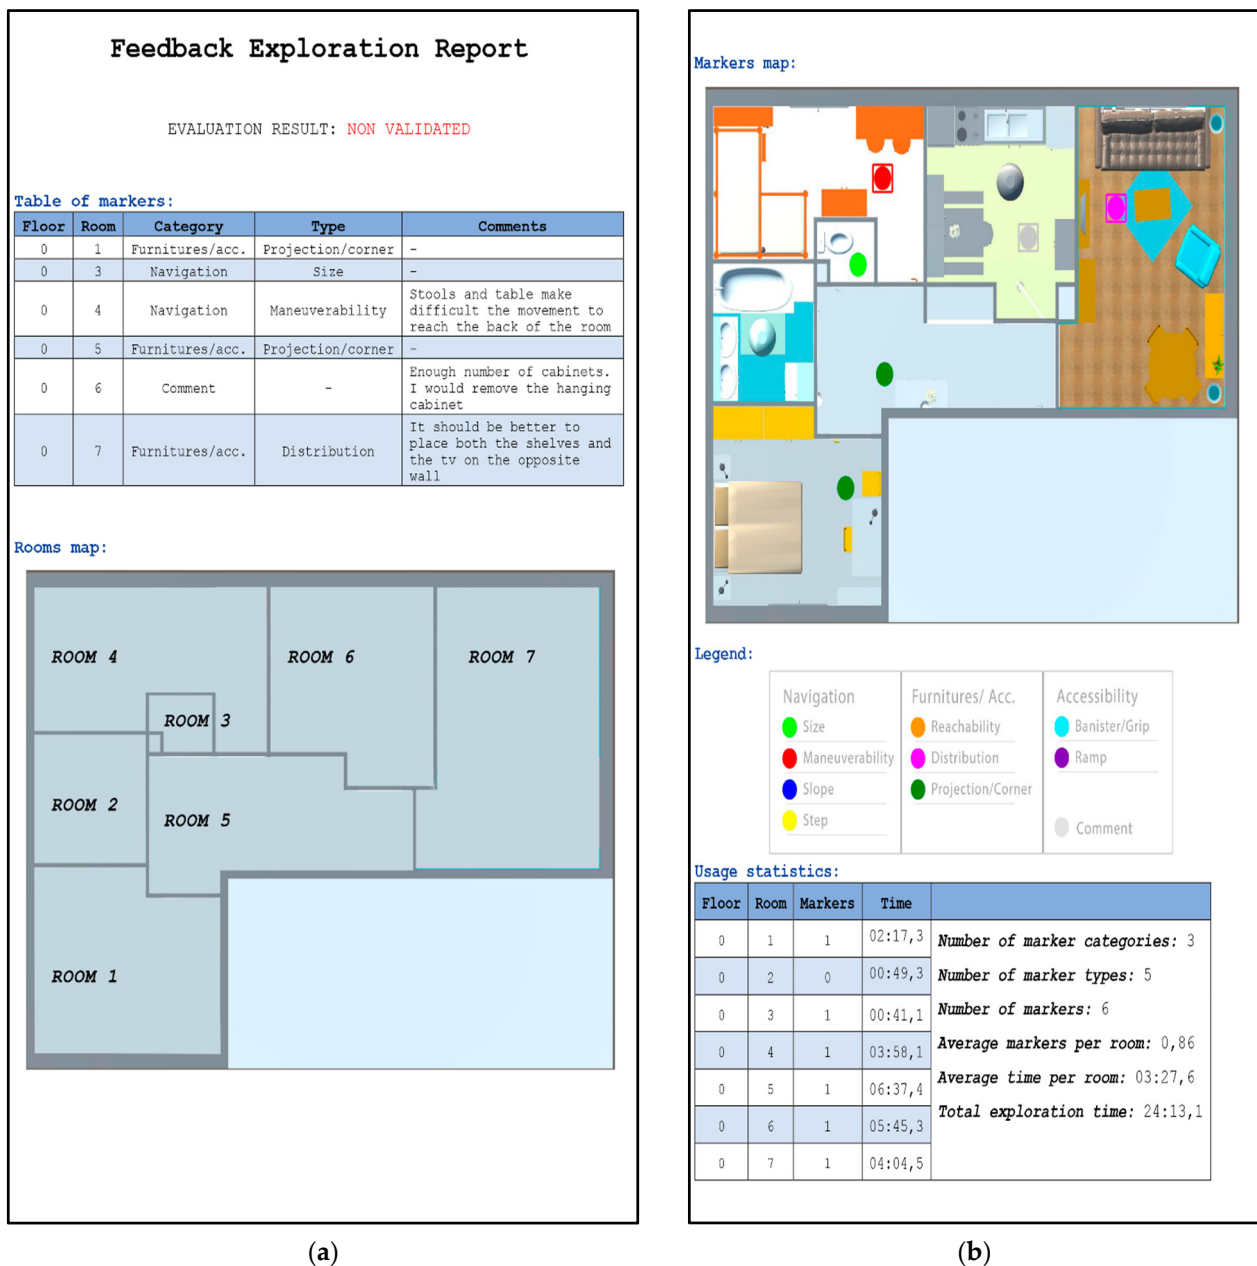 Feedback Exploration Report
EVALUATION RESULT: NON VALIDATED
Table of markers:
Floor Room Category Type Comments
0 1 Furnitures/acc. Projection/corner -
0 3 Navigation Size -
0 4 Navigation Maneuverability Stools and table make
difficult the movement to
reach the back of the room
0 5 Furnitures/acc. Projection/corner -
0 6 Comment - Enough number of cabinets.
I would remove the hanging
cabinet
0 7 Furnitures/acc. Distribution It should be better to
place both the shelves and
the tv on the opposite
wall
Rooms map:
ROOM 4
ROOM 6
ROOM 7
ROOM 3
ROOM 2
ROOM 5
ROOM 1
(a)
Markers map:
Legend:
Navigation
Size
Maneuverability
Slope
Step
Furnitures/ Acc.
Reachability
Distribution
Projection/Corner
Accessibility
Banister/Grip
Ramp
Comment
Usage statistics:
Floor Room Markers Time
0 1 1 02:17,3
0 2 0 00:49,3
0 3 1 00:41,1
0 4 1 03:58,1
0 5 1 06:37,4
0 6 1 05:45,3
0 7 1 04:04,5
Number of marker categories: 3
Number of marker types: 5
Number of markers: 6
Average markers per room: 0,86
Average time per room: 03:27,6
Total exploration time: 24:13,1
(b)